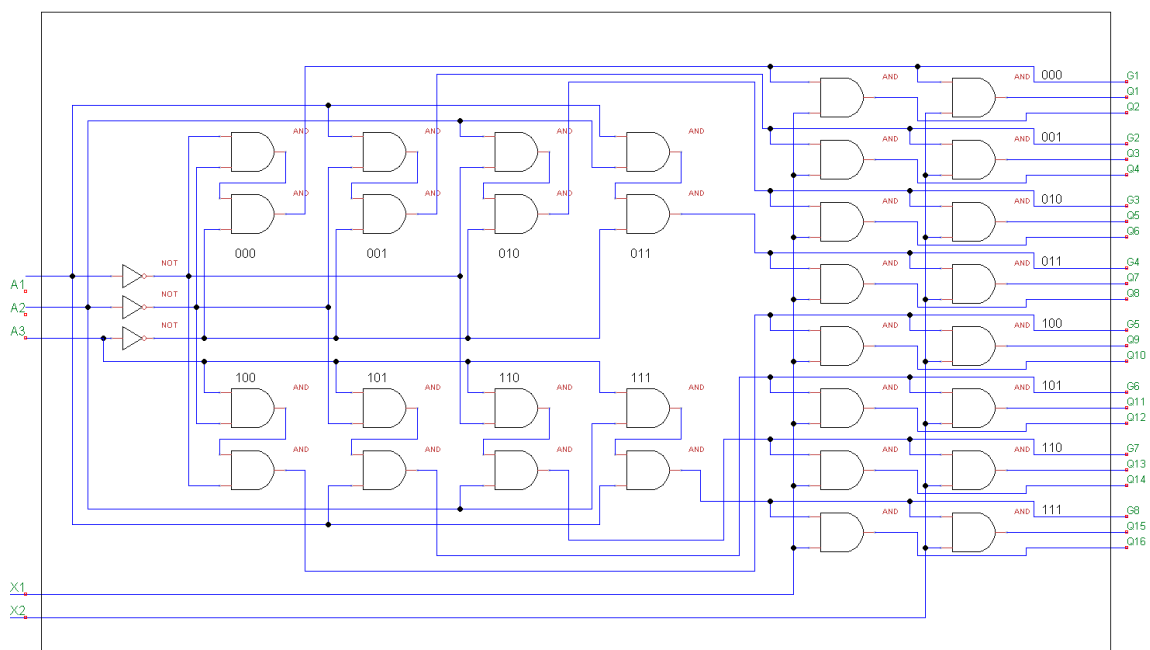 AND AND 000 G1
Q1
Q2
AND AND AND AND
AND AND 001 G2
Q3
Q4
AND AND AND AND
AND AND 010 G3
Q5
Q6
000 001 010 011
AND AND 011 G4
Q7
Q8
A1 NOT
A2 NOT
A3 NOT
AND AND 100 G5
Q9
Q10
100 101 110 111
AND AND AND AND
AND AND 101 G6
Q11
Q12
AND AND AND AND
AND AND 110 G7
Q13
Q14
AND AND 111 G8
Q15
Q16
X1
X2